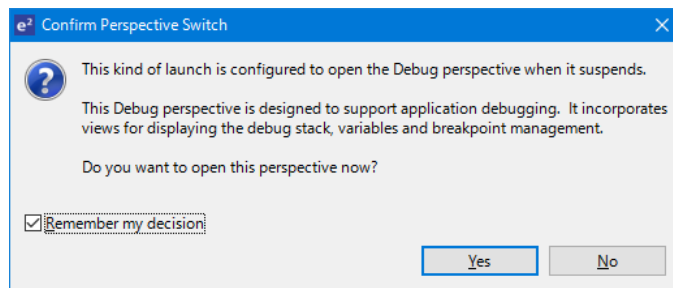 e² Confirm Perspective Switch
This kind of launch is configured to open the Debug perspective when it suspends.
This Debug perspective is designed to support application debugging.  It incorporates
views for displaying the debug stack, variables and breakpoint management.
Do you want to open this perspective now?
Remember my decision
Yes No